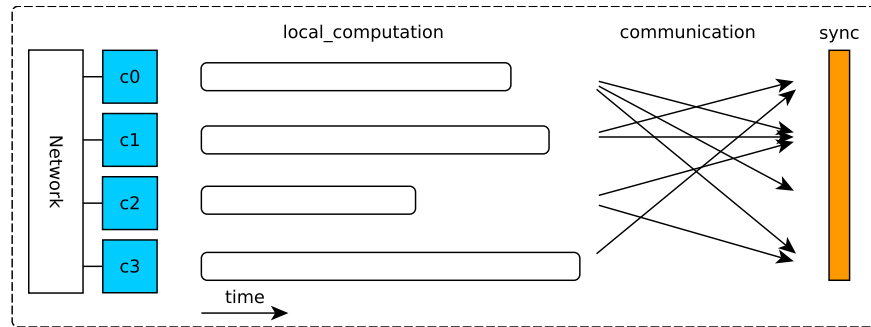 local_computation
communication
sync
Network
c0
c1
c2
c3
time